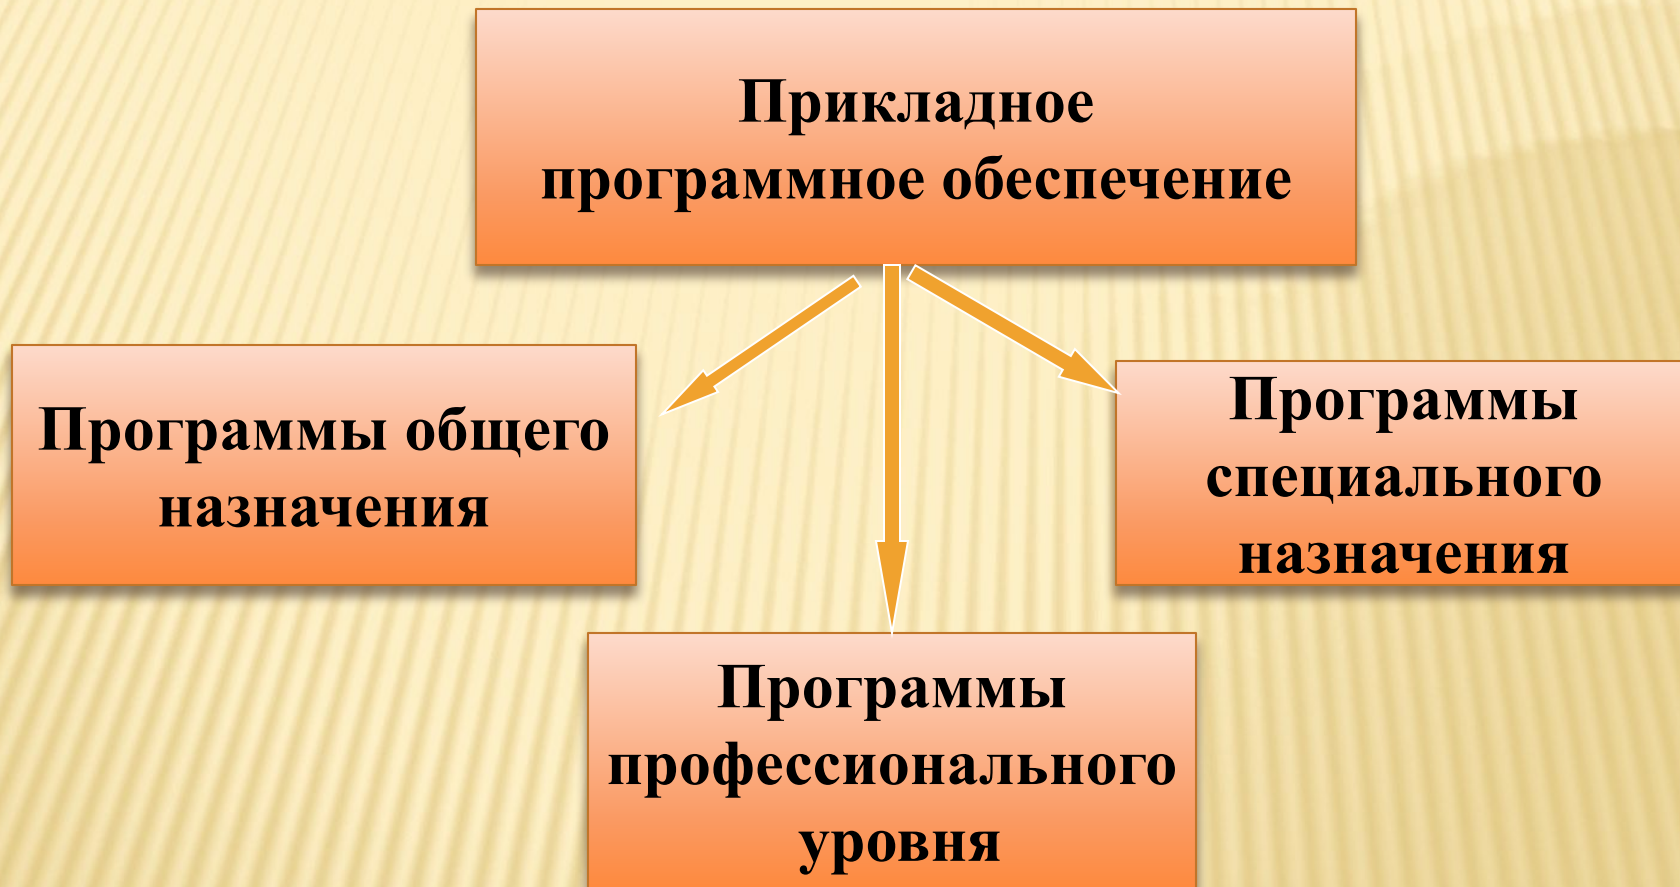 Прикладное
программное обеспечение
Программы общего
назначения
Программы
специального
назначения
Программы
профессионального
уровня